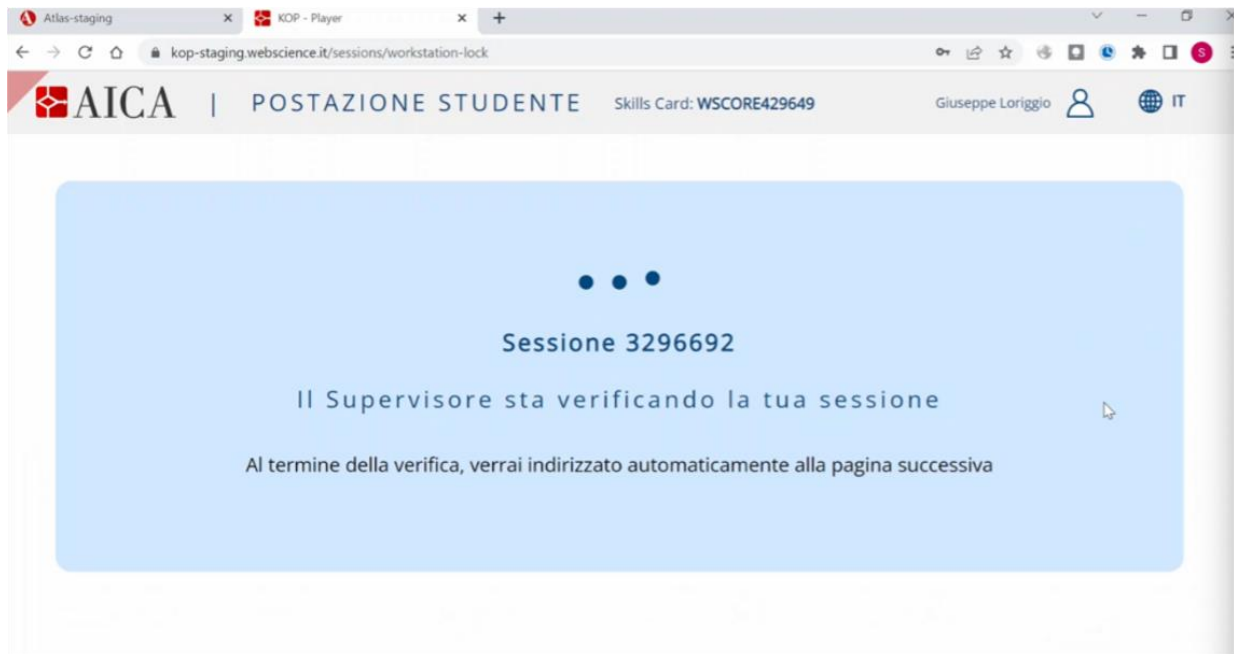 Atlas-staging
KOP - Player
kop-staging.webscience.it/sessions/workstation-lock
S
AICA | POSTAZIONE STUDENTE Skills Card: WSCORE429649 Giuseppe Loriggio IT
Sessione 3296692
Il Supervisore sta verificando la tua sessione
Al termine della verifica, verrai indirizzato automaticamente alla pagina successiva